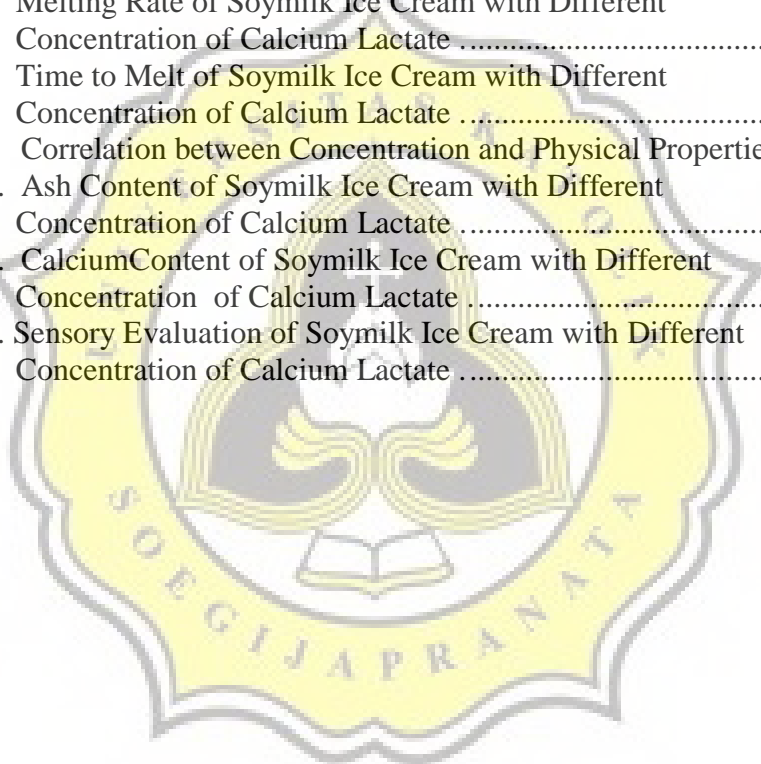 Melting Rate of Soymilk Ice Cream with Different
Concentration of Calcium Lactate ........................................
Time to Melt of Soymilk Ice Cream with Different
Concentration of Calcium Lactate ........................................
Correlation between Concentration and Physical Propertie
. Ash Content of Soymilk Ice Cream with Different
Concentration of Calcium Lactate ........................................
. CalciumContent of Soymilk Ice Cream with Different
Concentration  of Calcium Lactate .......................................
. Sensory Evaluation of Soymilk Ice Cream with Different
Concentration of Calcium Lactate ........................................
UNIVERSITAS KATOLIK
SOEGIJAPRANATA